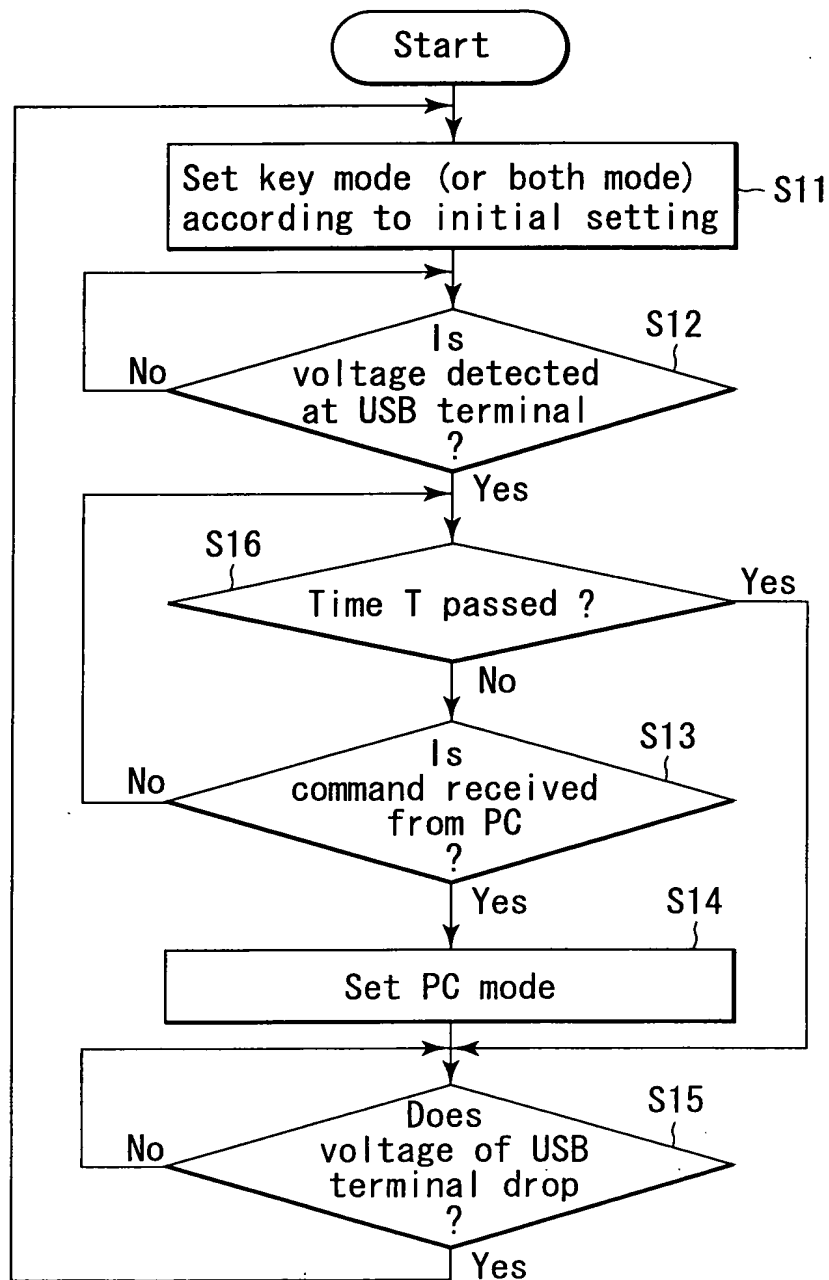 Start
Set key mode (or both mode)
according to initial setting
S11
S12
Is
voltage detected
at USB terminal
?
No
Yes
S16
Time T passed ?
Yes
No
S13
Is
command received
from PC
?
No
Yes
S14
Set PC mode
S15
Does
voltage of USB
terminal drop
?
No
Yes